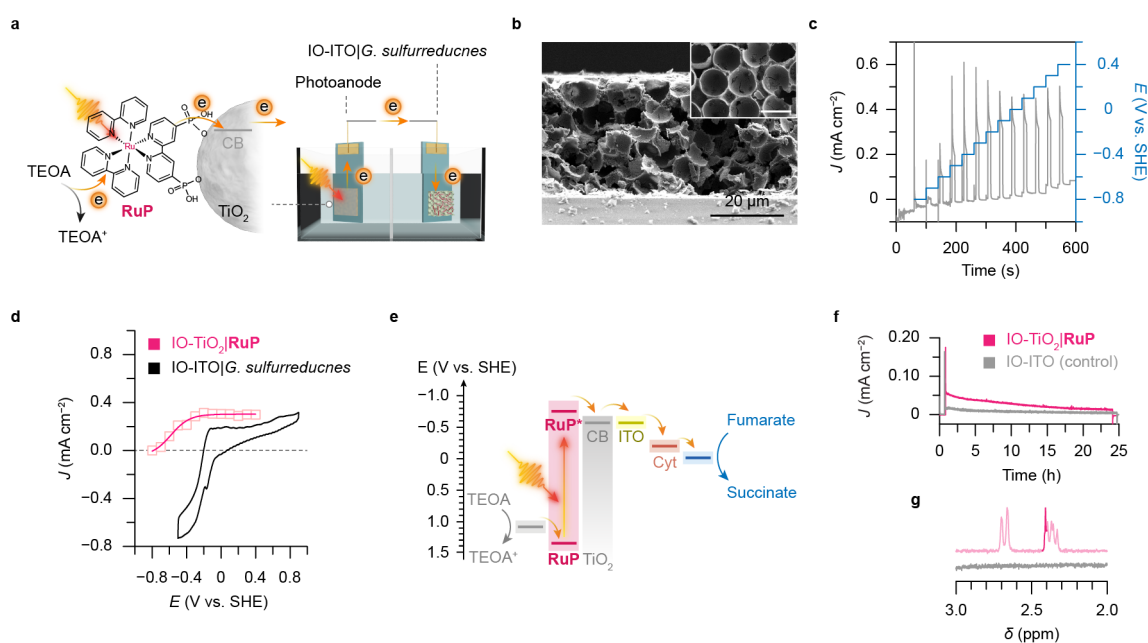 a
IO-ITO|G. sulfurreducnes
Photoanode
e
e
e
e
e
e
P
O
OH
O
O
N
N
N
N
N
N
Ru
CB
TEOA
P
O
O
OH
e
RuP
TiO₂
TEOA⁺
b
20 μm
c
J (mA cm⁻²)
0.6
0.4
0.2
0
0.4
0
−0.4
−0.8
E (V vs. SHE)
0 200 400 600
Time (s)
d
IO-TiO₂|RuP
IO-ITO|G. sulfurreducnes
J (mA cm⁻²)
0.8
0.4
0.0
−0.4
−0.8
−0.8 −0.4 0 0.4 0.8
E (V vs. SHE)
e
E (V vs. SHE)
−1.0
−0.5
0
0.5
1.0
1.5
RuP*
CB
ITO
Cyt
Fumarate
Succinate
TEOA
TEOA⁺
RuP
TiO₂
f
IO-TiO₂|RuP
IO-ITO (control)
J (mA cm⁻²)
0.20
0.10
0
0 5 10 15 20 25
Time (h)
g
3.0 2.5 2.0
δ (ppm)